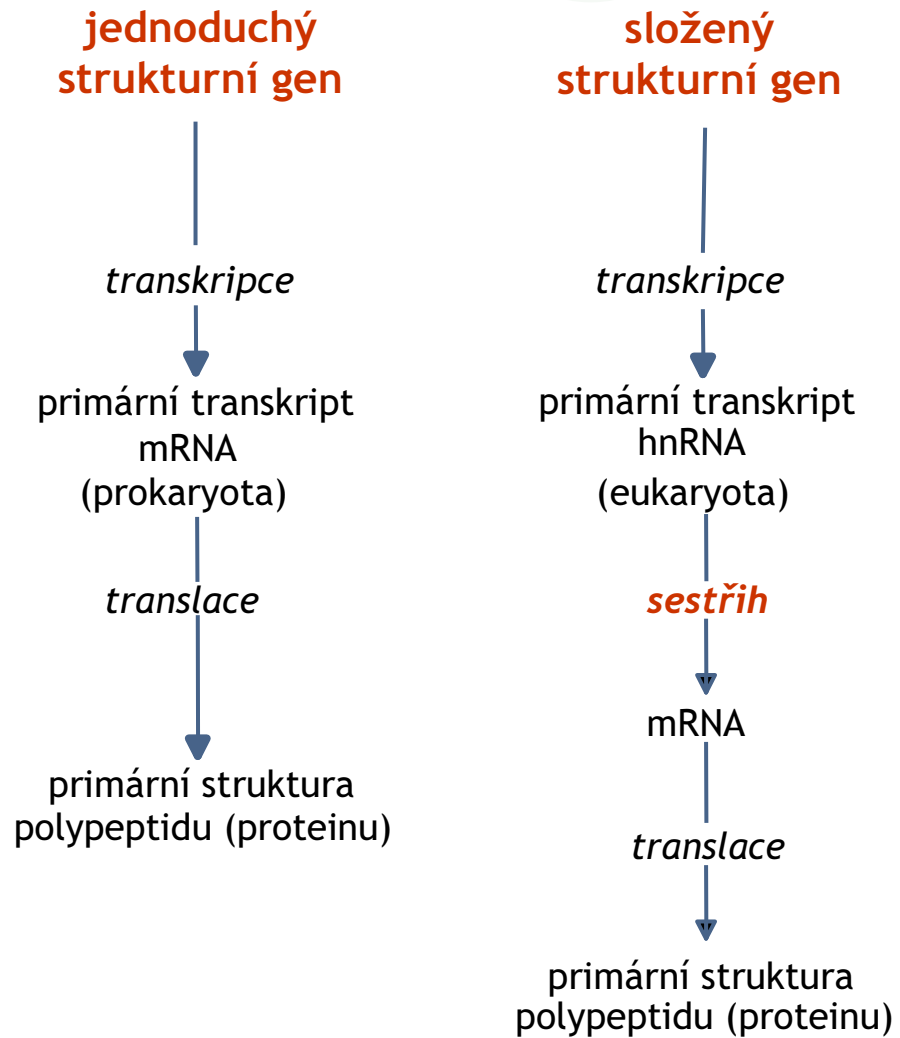 jednoduchý
strukturní gen
transkripce
primární transkript
mRNA
(prokaryota)
translace
primární struktura
polypeptidu (proteinu)
složený
strukturní gen
transkripce
primární transkript
hnRNA
(eukaryota)
sestřih
mRNA
translace
primární struktura
polypeptidu (proteinu)